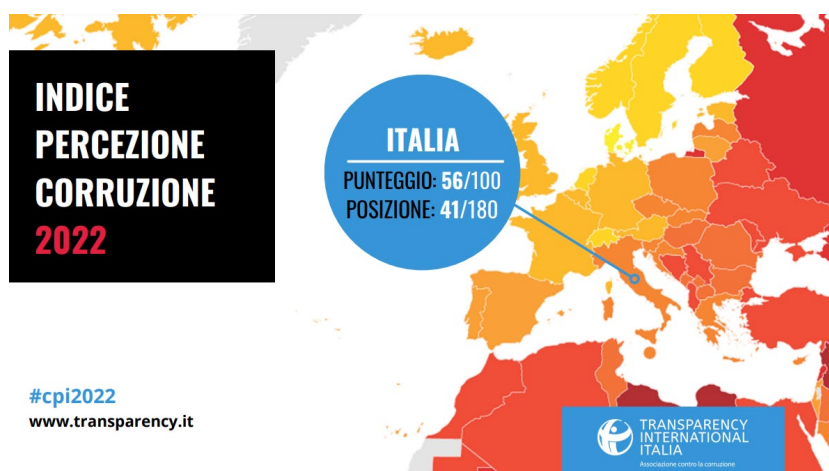 INDICE
PERCEZIONE
CORRUZIONE
2022
ITALIA
PUNTEGGIO: 56/100
POSIZIONE: 41/180
#cpi2022
www.transparency.it
TRANSPARENCY
INTERNATIONAL
ITALIA
Associazione contro la corruzione